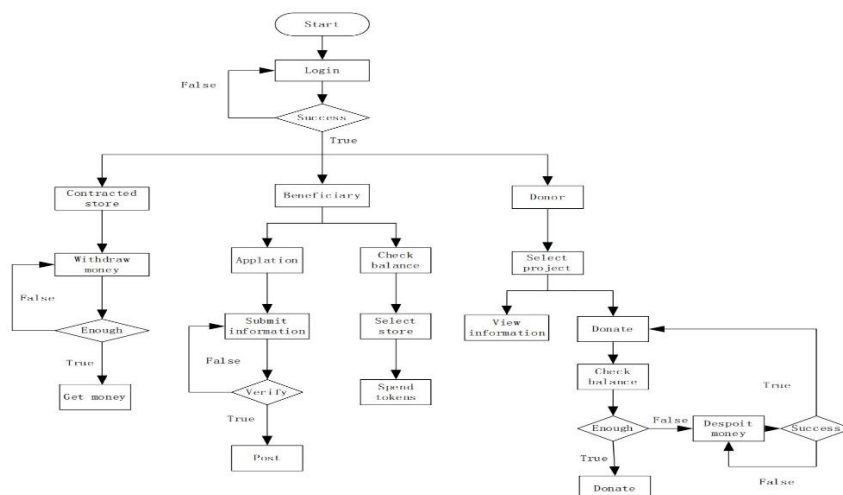 Start
Login
False
Success
True
Contracted
store
Beneficiary
Donor
Withdraw
money
Applation
Check
balance
Select
project
False
Enough
Submit
information
Select
store
View
information
Donate
True
False
Check
balance
True
Get money
Verify
Spend
tokens
Enough
False
Despoit
money
Success
True
True
Post
False
Donate